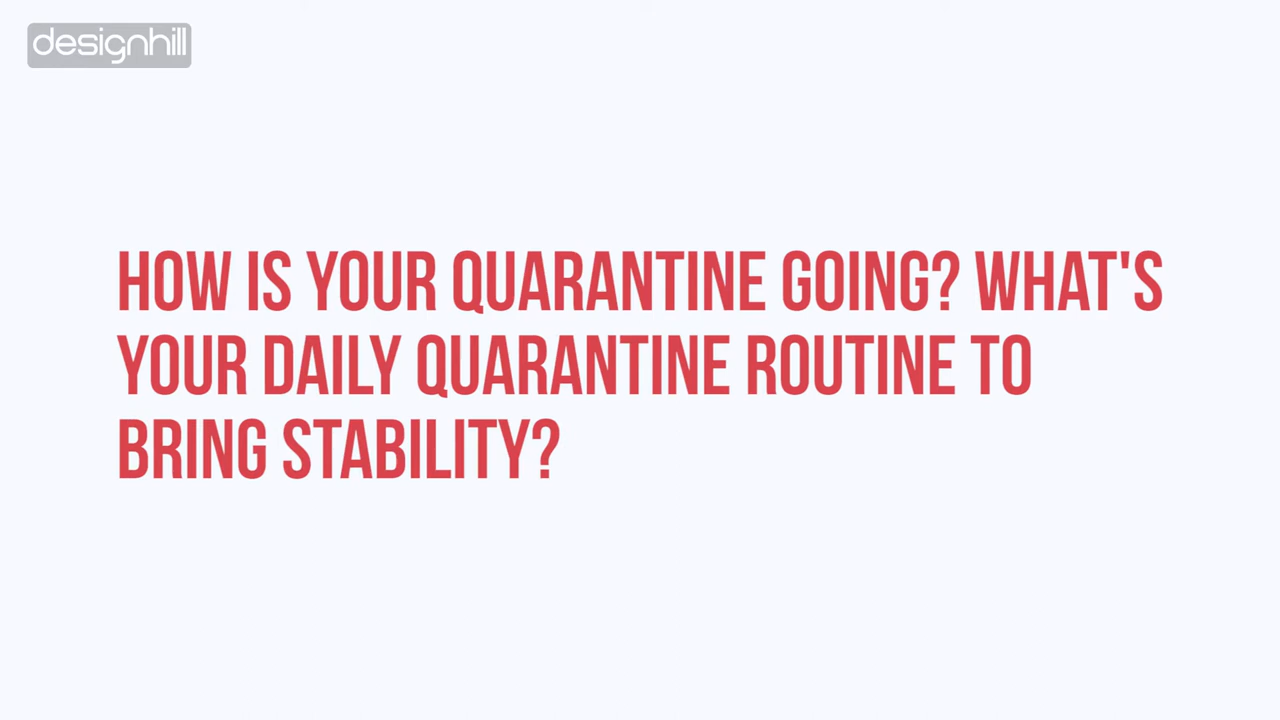 designhill
HOW IS YOUR QUARANTINE GOING? WHAT'S
YOUR DAILY QUARANTINE ROUTINE TO
BRING STABILITY?